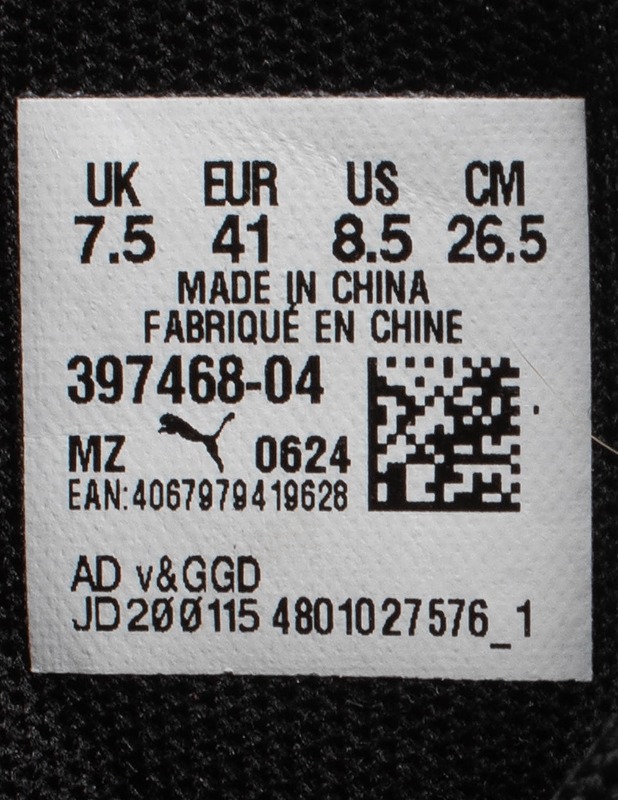 UK EUR US CM
7.5 41 8.5 26.5
MADE IN CHINA
FABRIQUÉ EN CHINE
397468-04
MZ 0624
EAN:4067979419628
AD v&GGD
JD200115 4801027576_1